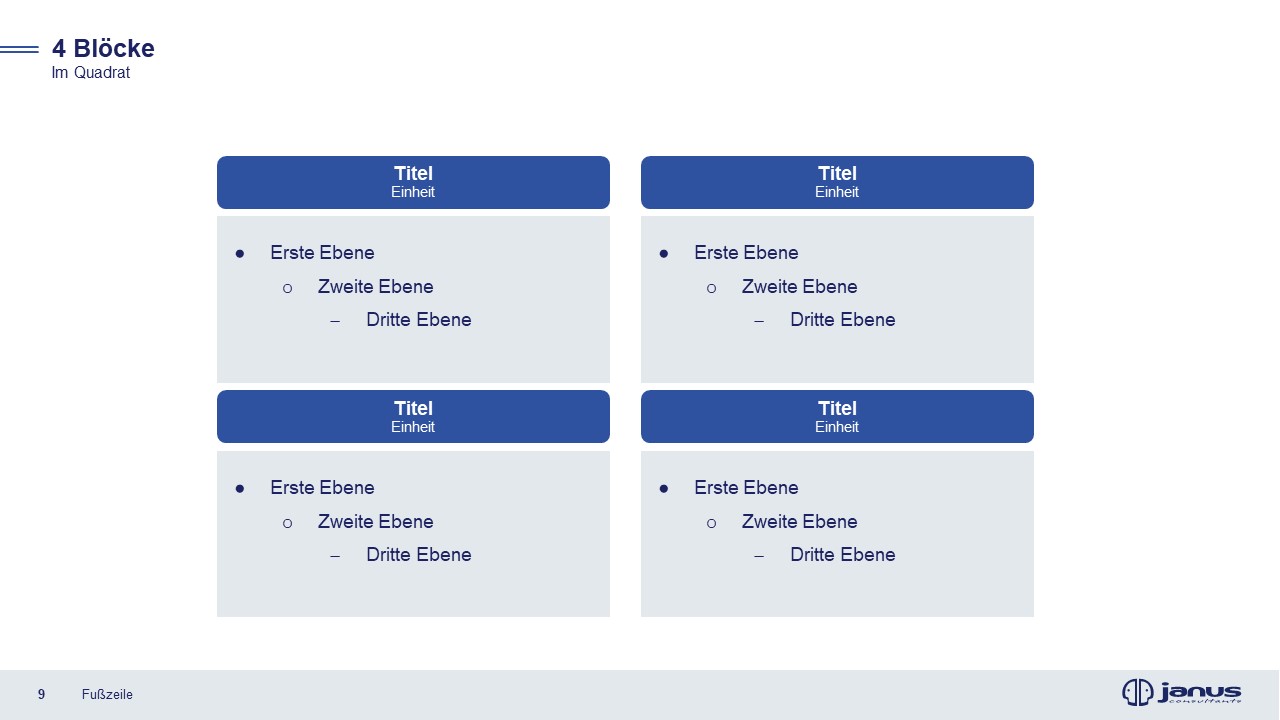 4 Blöcke
Im Quadrat
Titel
Einheit
● Erste Ebene
o Zweite Ebene
– Dritte Ebene
Titel
Einheit
● Erste Ebene
o Zweite Ebene
– Dritte Ebene
Titel
Einheit
● Erste Ebene
o Zweite Ebene
– Dritte Ebene
Titel
Einheit
● Erste Ebene
o Zweite Ebene
– Dritte Ebene
9 Fußzeile
janus
consultants